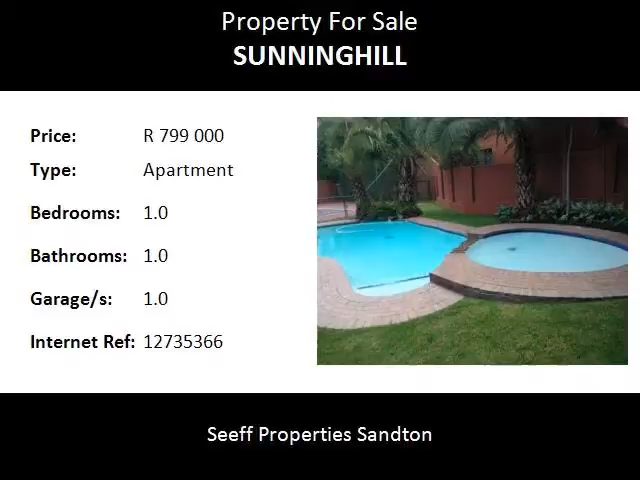 Property For Sale
SUNNINGHILL
Price: R 799 000
Type: Apartment
Bedrooms: 1.0
Bathrooms: 1.0
Garage/s: 1.0
Internet Ref: 12735366
Seeff Properties Sandton